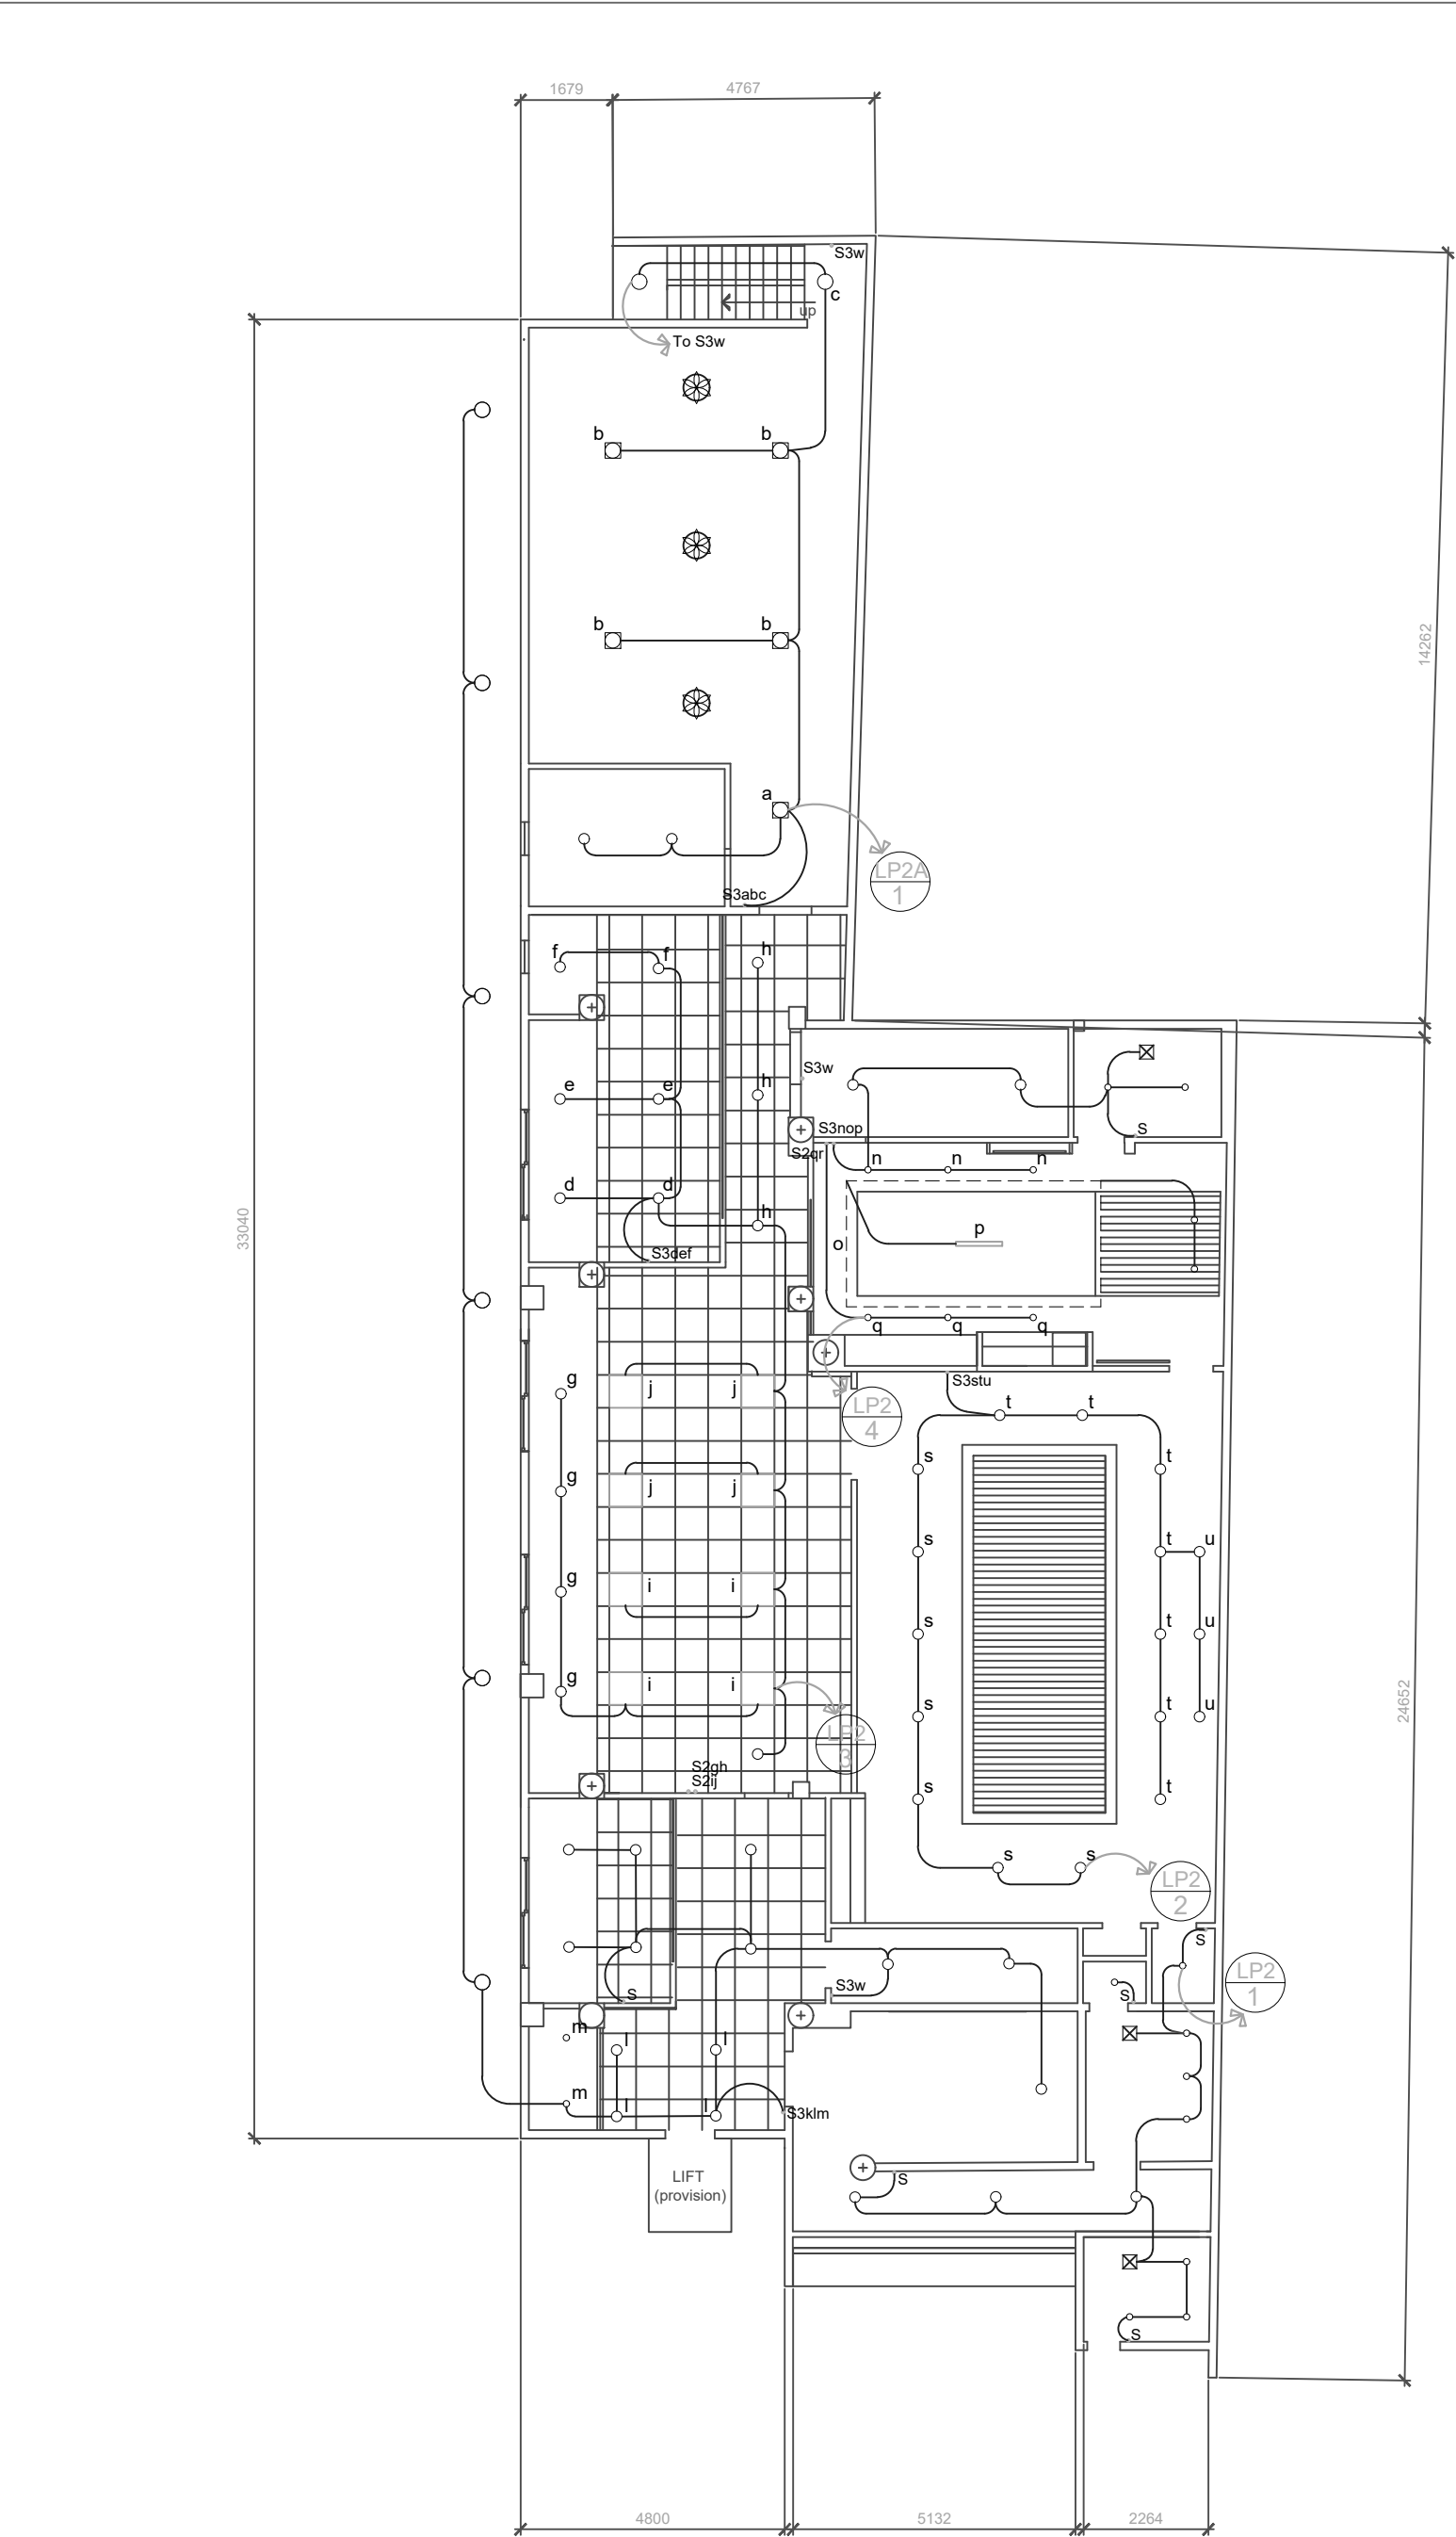 1679 4767
S3w
c
up
To S3w
b b
14262
b b
a
LP2A
1
S3abc
f f h
S3w
e e h
S3nop
S
S2qr
n n n
d d h
33040
o p
S3def
q q q
S3stu
g j j
LP2
4
t t
s t
g j j
s t u
g i i
s t u
24652
g i i
s t u
LP2
3
S2gh
S2ij
s t
s s
LP2
2
S
LP2
1
S
S3w
S
m l l
m l l
S3klm
LIFT
(provision)
S
S
4800 5132 2264